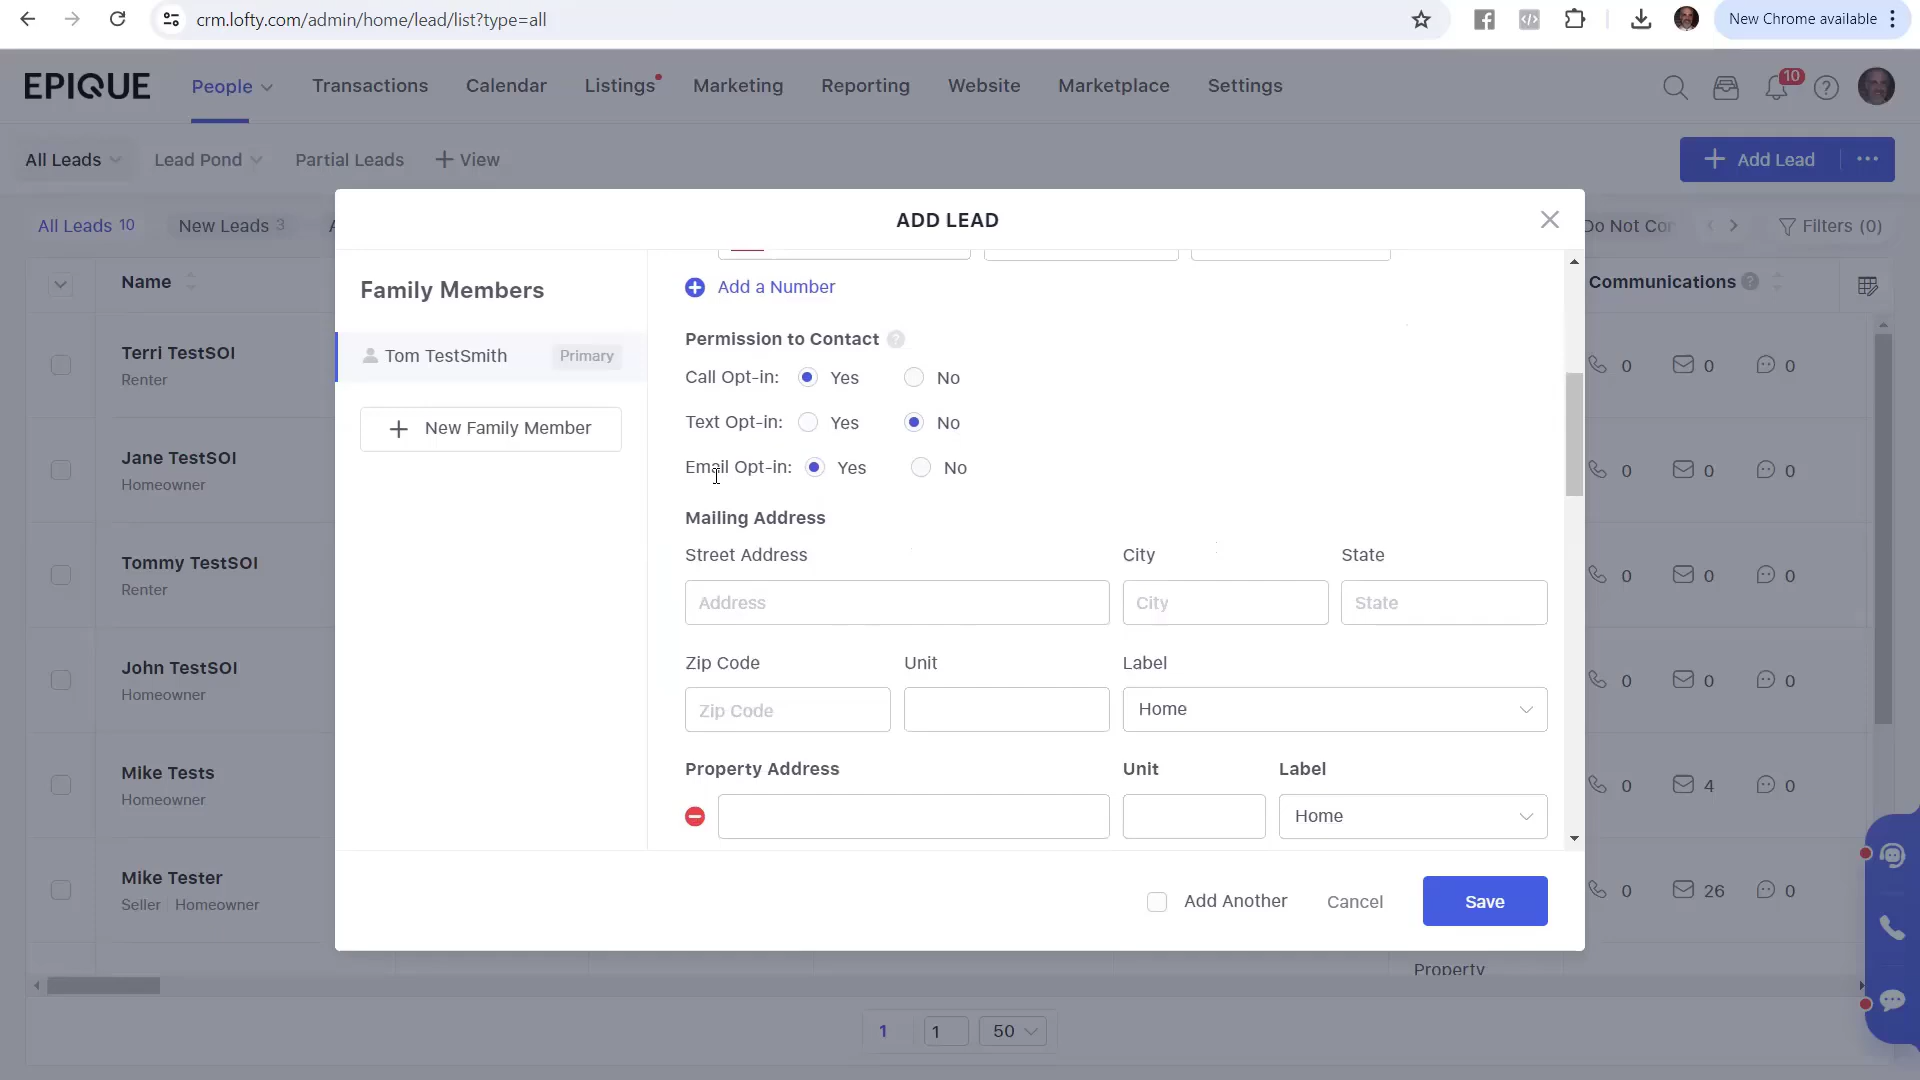 crm.lofty.com/admin/home/lead/list?type=all
New Chrome available
EPIQUE
People
Transactions
Calendar
Listings
Marketing
Reporting
Website
Marketplace
Settings
10
All Leads
Lead Pond
Partial Leads
+ View
+ Add Lead
All Leads 10
New Leads 3
Do Not Con
Filters (0)
Name
Communications
Terri TestSOI
Renter
0 0 0
Jane TestSOI
Homeowner
0 0 0
Tommy TestSOI
Renter
0 0 0
John TestSOI
Homeowner
0 0 0
Mike Tests
Homeowner
0 4 0
Mike Tester
Seller Homeowner
0 26 0
Property
1 1 50
ADD LEAD
Family Members
Tom TestSmith Primary
+ New Family Member
Add a Number
Permission to Contact ?
Call Opt-in: Yes No
Text Opt-in: Yes No
Email Opt-in: Yes No
Mailing Address
Street Address City State
Address City State
Zip Code Unit Label
Zip Code Home
Property Address Unit Label
Home
Add Another Cancel Save